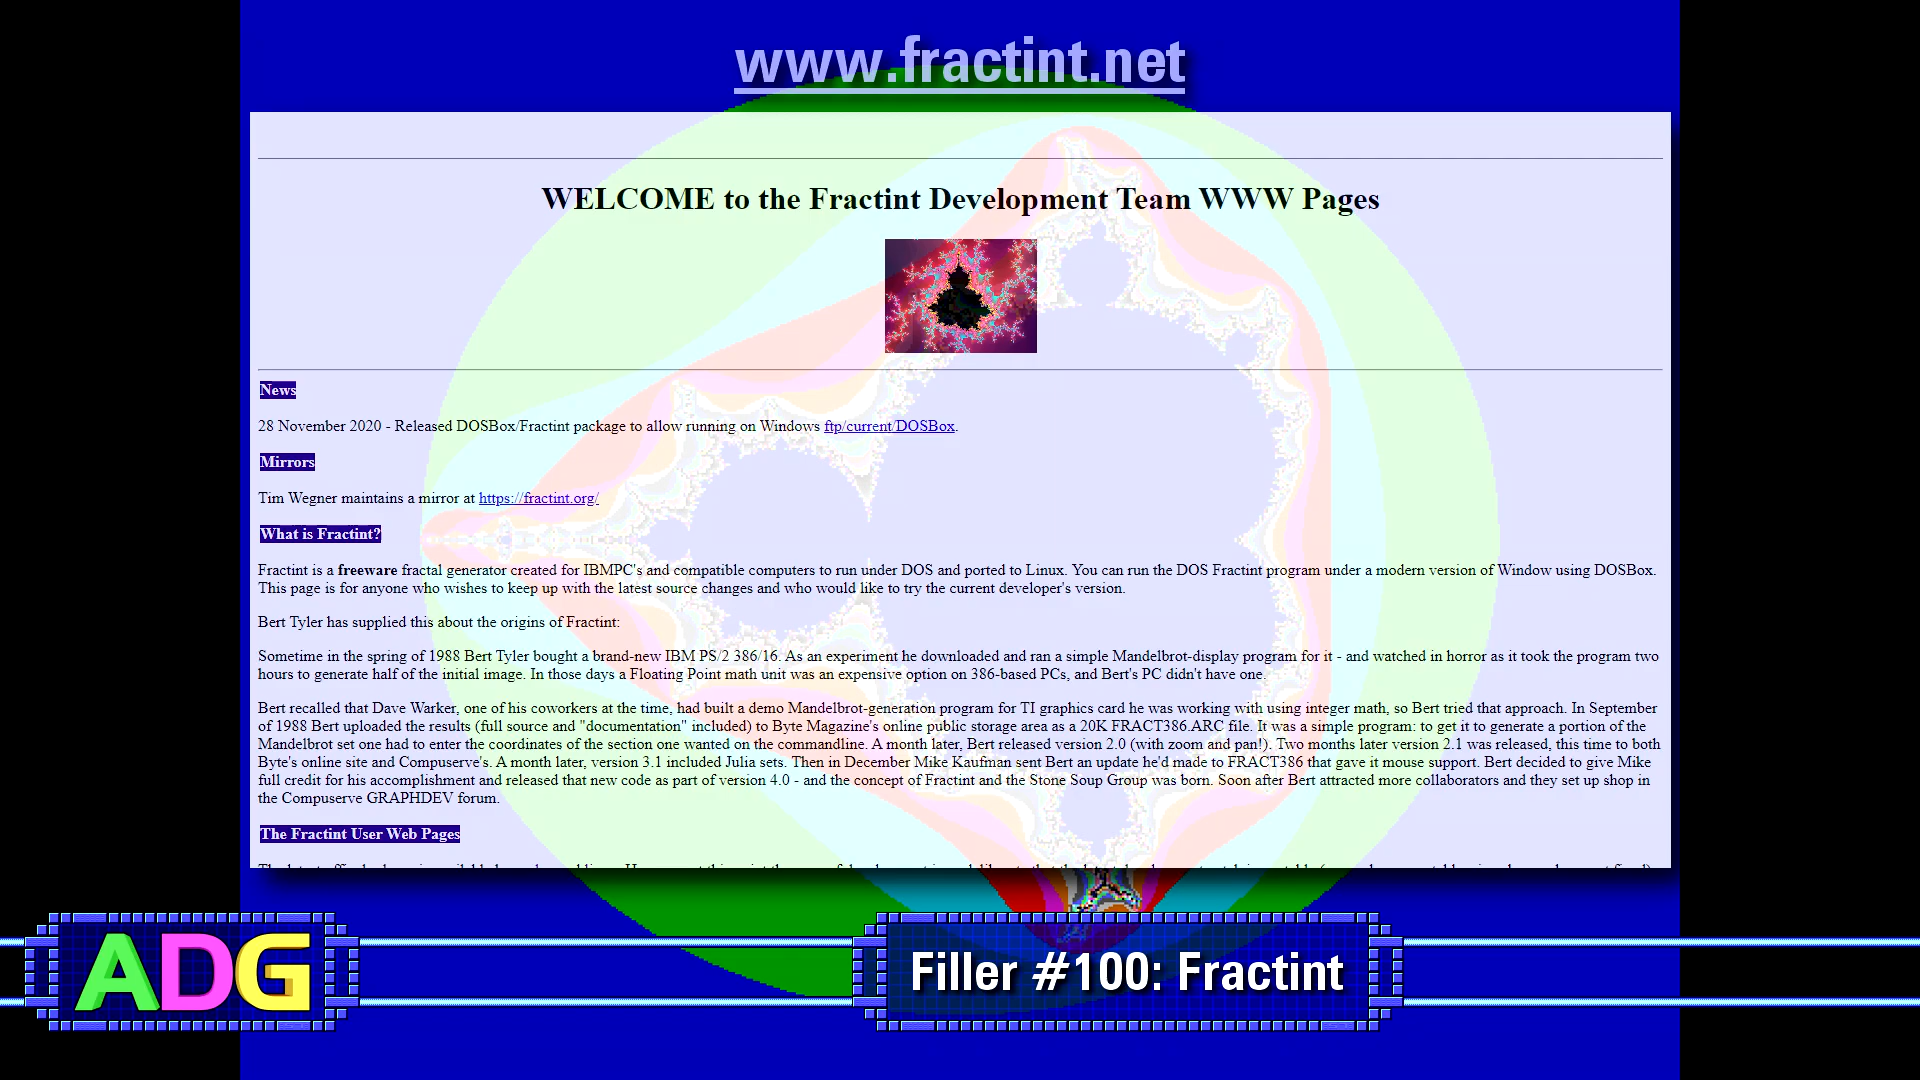 www.fractint.net
WELCOME to the Fractint Development Team WWW Pages
News
28 November 2020 - Released DOSBox/Fractint package to allow running on Windows ftp/current/DOSBox.
Mirrors
Tim Wegner maintains a mirror at https://fractint.org/
What is Fractint?
Fractint is a freeware fractal generator created for IBMPC's and compatible computers to run under DOS and ported to Linux. You can run the DOS Fractint program under a modern version of Window using DOSBox.
This page is for anyone who wishes to keep up with the latest source changes and who would like to try the current developer's version.
Bert Tyler has supplied this about the origins of Fractint:
Sometime in the spring of 1988 Bert Tyler bought a brand-new IBM PS/2 386/16. As an experiment he downloaded and ran a simple Mandelbrot-display program for it - and watched in horror as it took the program two
hours to generate half of the initial image. In those days a Floating Point math unit was an expensive option on 386-based PCs, and Bert's PC didn't have one.
Bert recalled that Dave Warker, one of his coworkers at the time, had built a demo Mandelbrot-generation program for TI graphics card he was working with using integer math, so Bert tried that approach. In September
of 1988 Bert uploaded the results (full source and "documentation" included) to Byte Magazine's online public storage area as a 20K FRACT386.ARC file. It was a simple program: to get it to generate a portion of the
Mandelbrot set one had to enter the coordinates of the section one wanted on the commandline. A month later, Bert released version 2.0 (with zoom and pan!). Two months later version 2.1 was released, this time to both
Byte's online site and Compuserve's. A month later, version 3.1 included Julia sets. Then in December Mike Kaufman sent Bert an update he'd made to FRACT386 that gave it mouse support. Bert decided to give Mike
full credit for his accomplishment and released that new code as part of version 4.0 - and the concept of Fractint and the Stone Soup Group was born. Soon after Bert attracted more collaborators and they set up shop in
the Compuserve GRAPHDEV forum.
The Fractint User Web Pages
ADG
Filler #100: Fractint